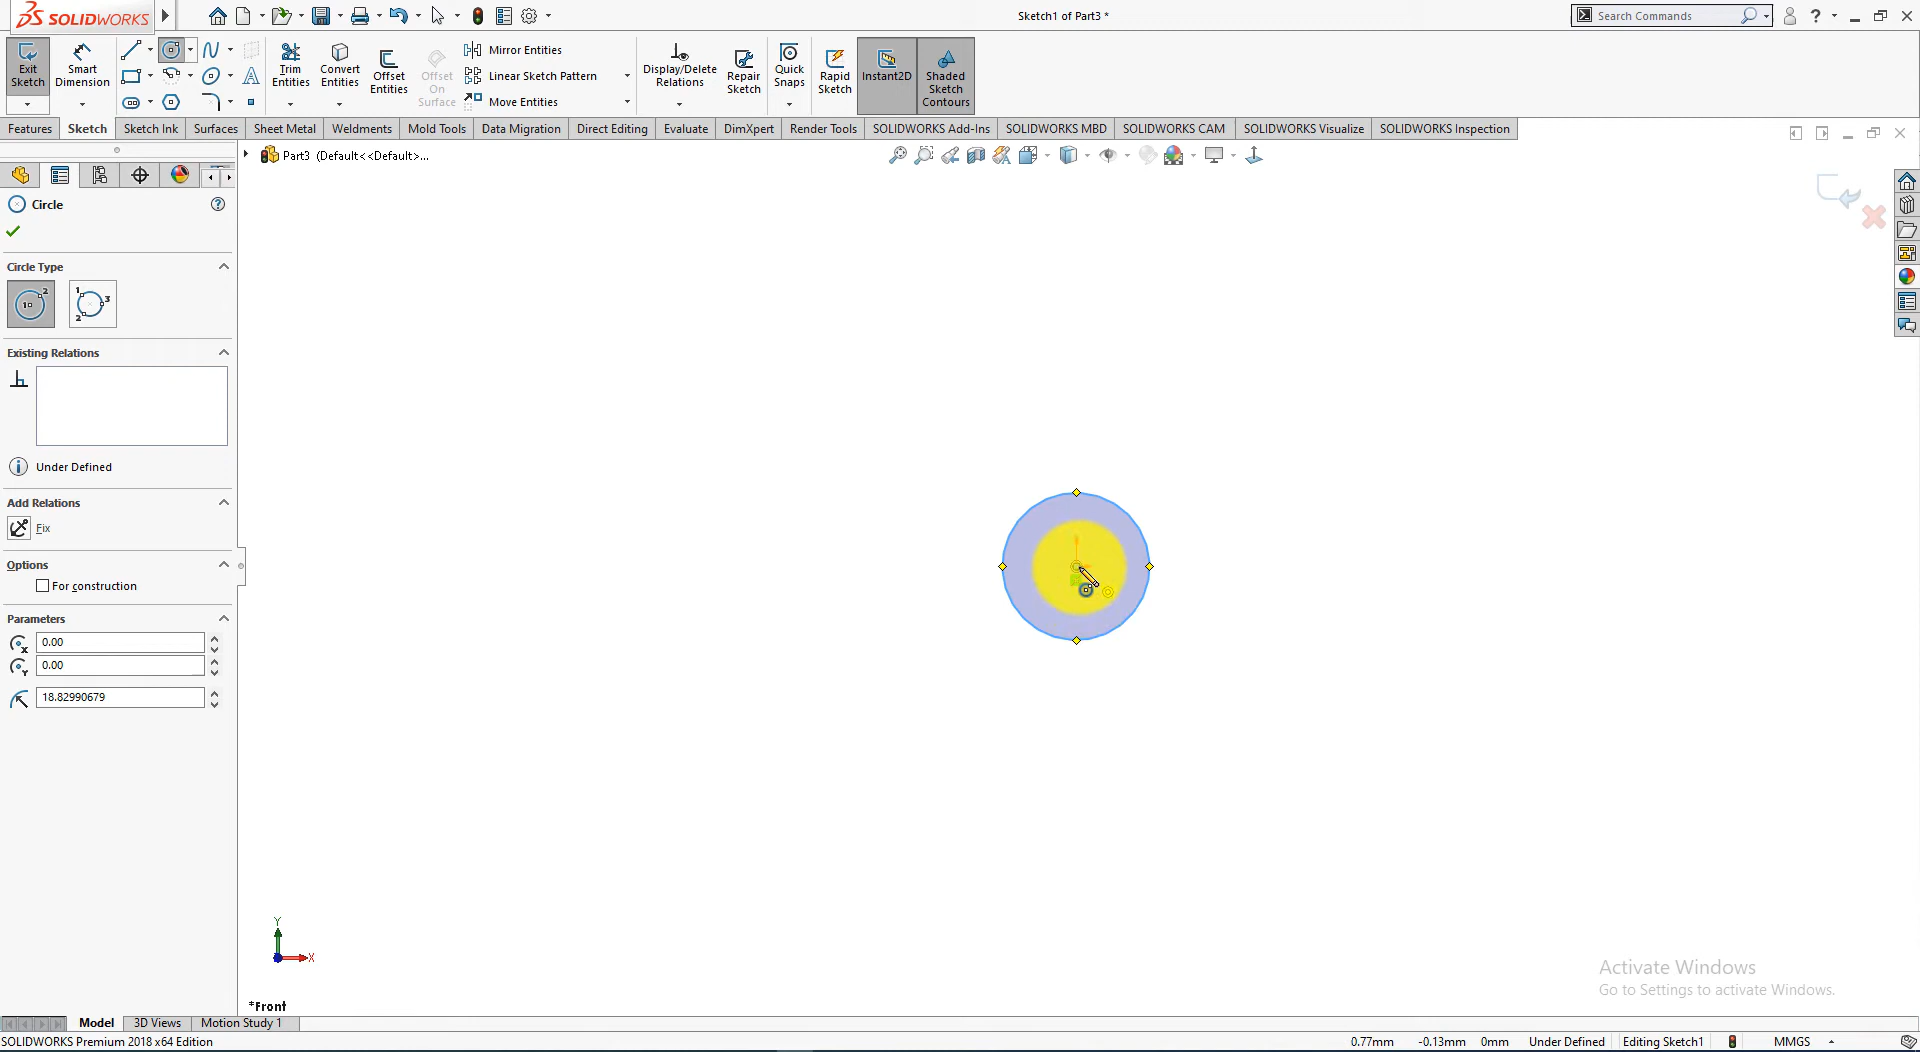 SOLIDWORKS
Sketch1 of Part3 *
Search Commands
?
Exit Sketch
Smart Dimension
Trim Entities
Convert Entities
Offset Entities
Offset On Surface
Mirror Entities
Linear Sketch Pattern
Move Entities
Display/Delete Relations
Repair Sketch
Quick Snaps
Rapid Sketch
Instant2D
Shaded Sketch Contours
Features Sketch Sketch Ink Surfaces Sheet Metal Weldments Mold Tools Data Migration Direct Editing Evaluate DimXpert Render Tools SOLIDWORKS Add-Ins SOLIDWORKS MBD SOLIDWORKS CAM SOLIDWORKS Visualize SOLIDWORKS Inspection
Part3 (Default<<Default>...
Circle
Circle Type
Existing Relations
Under Defined
Add Relations
Fix
Options
For construction
Parameters
0.00
0.00
18.82990679
Y
X
*Front
Activate Windows
Go to Settings to activate Windows.
Model 3D Views Motion Study 1
SOLIDWORKS Premium 2018 x64 Edition 0.77mm -0.13mm 0mm Under Defined Editing Sketch1 MMGS